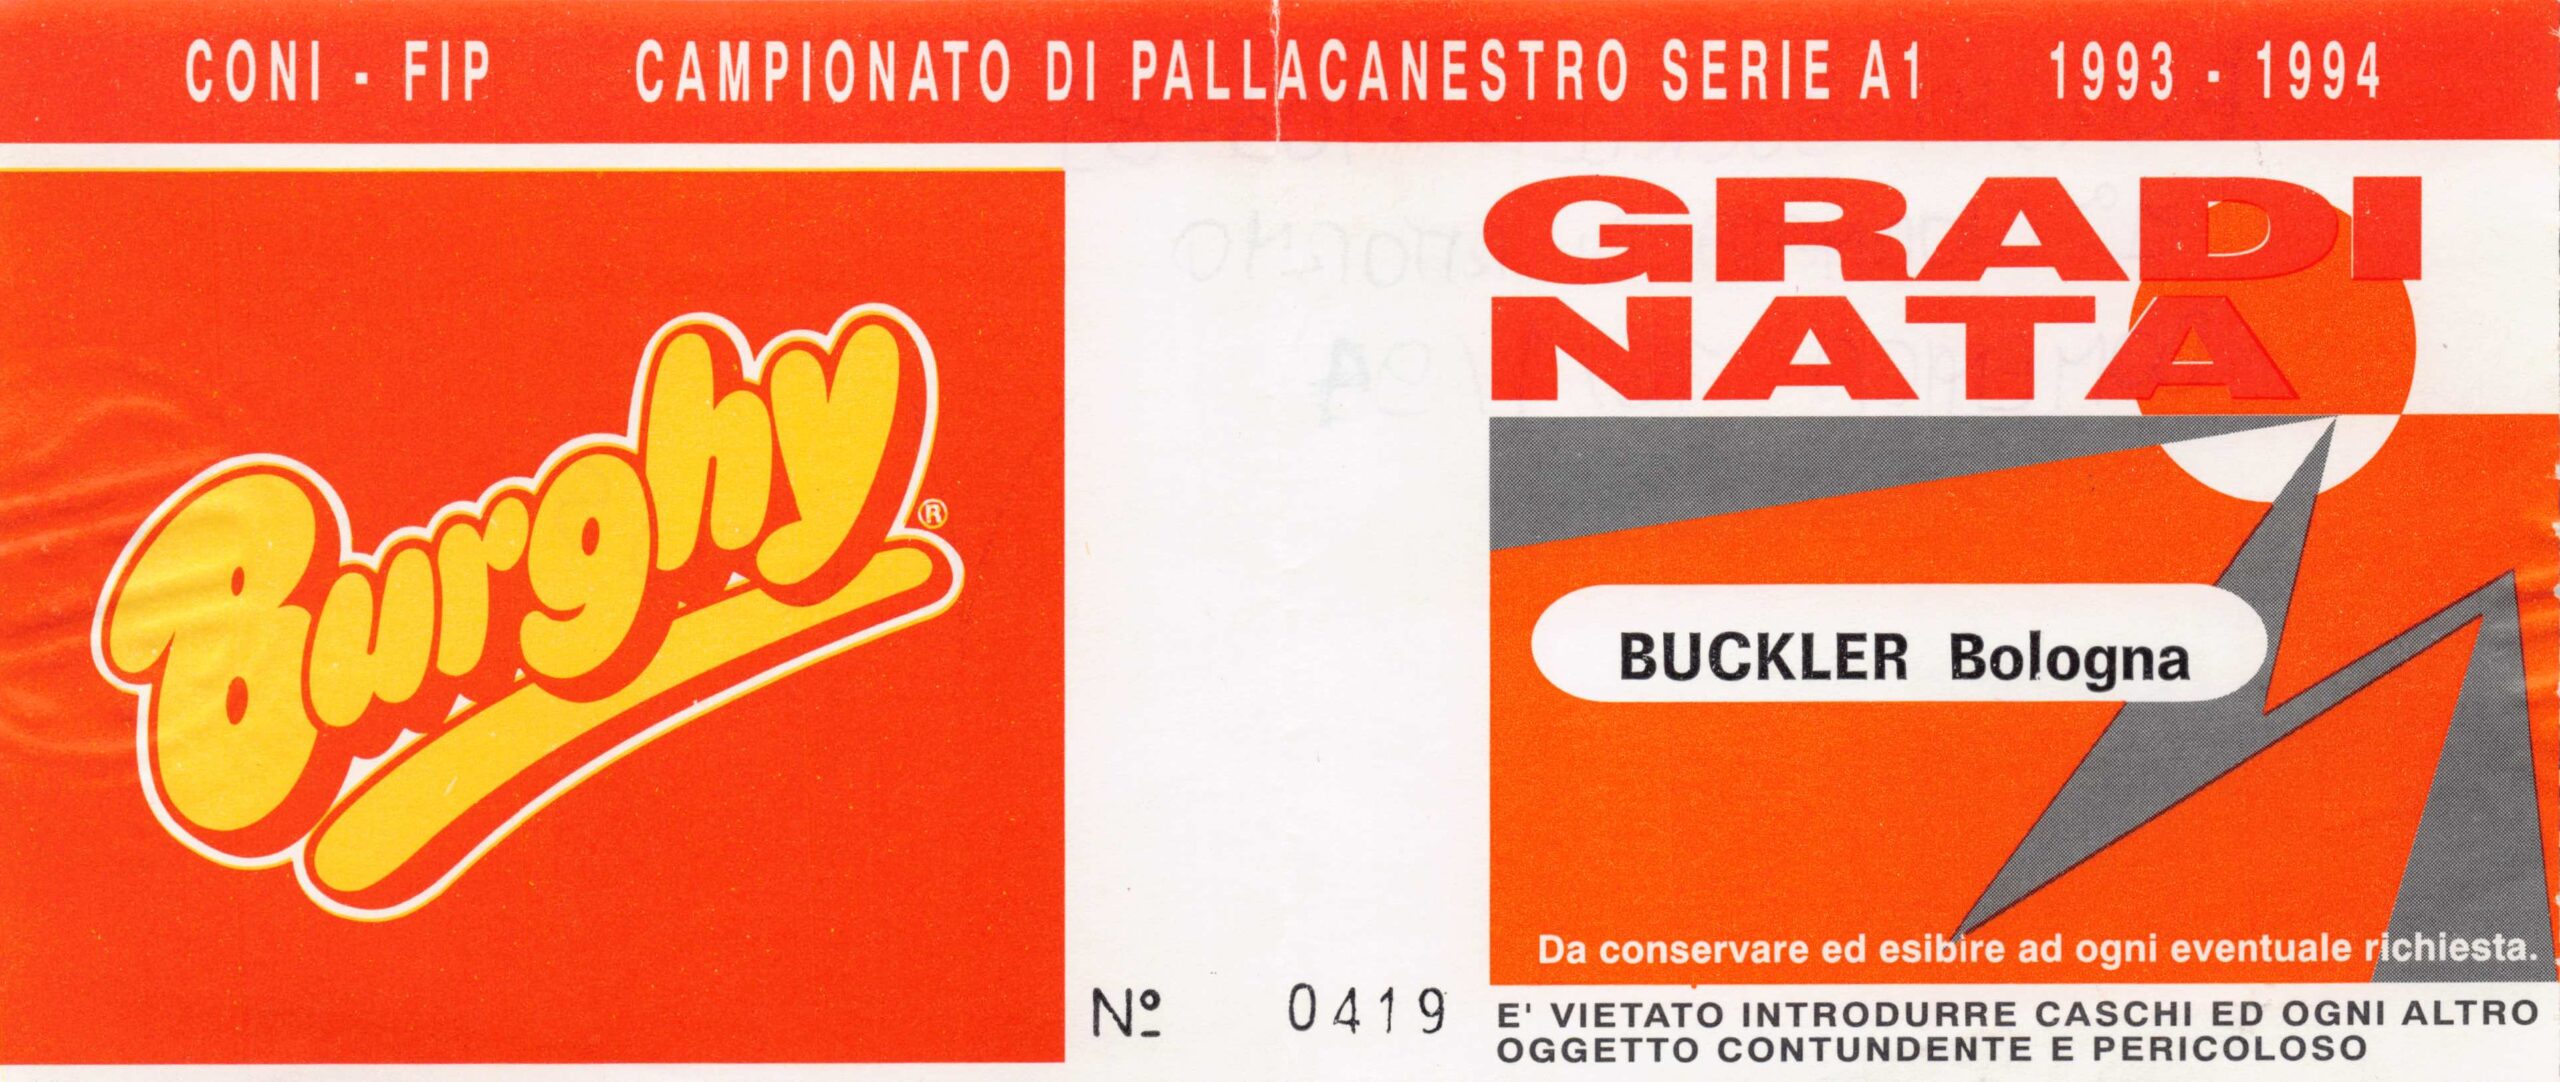 CONI - FIP CAMPIONATO DI PALLACANESTRO SERIE A1 1993 - 1994
Burghy®
GRADI
NATA
BUCKLER Bologna
Da conservare ed esibire ad ogni eventuale richiesta.
Nº 0419
E' VIETATO INTRODURRE CASCHI ED OGNI ALTRO
OGGETTO CONTUNDENTE E PERICOLOSO